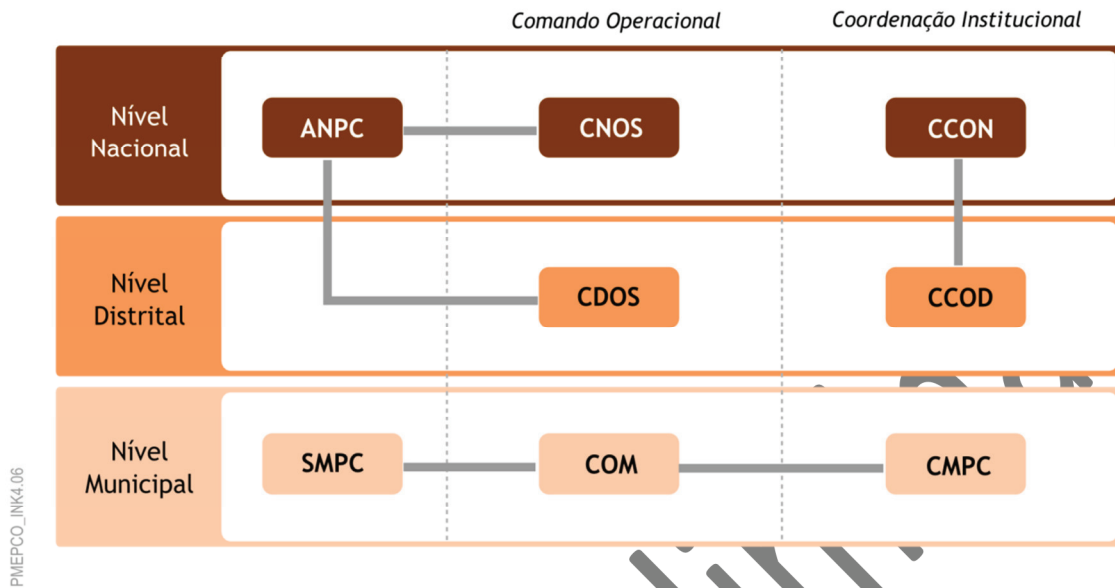 Comando Operacional
Coordenação Institucional
Nível
Nacional
ANPC
CNOS
CCON
Nível
Distrital
CDOS
CCOD
Nível
Municipal
SMPC
COM
CMPC
PMEPCO_INK4.06